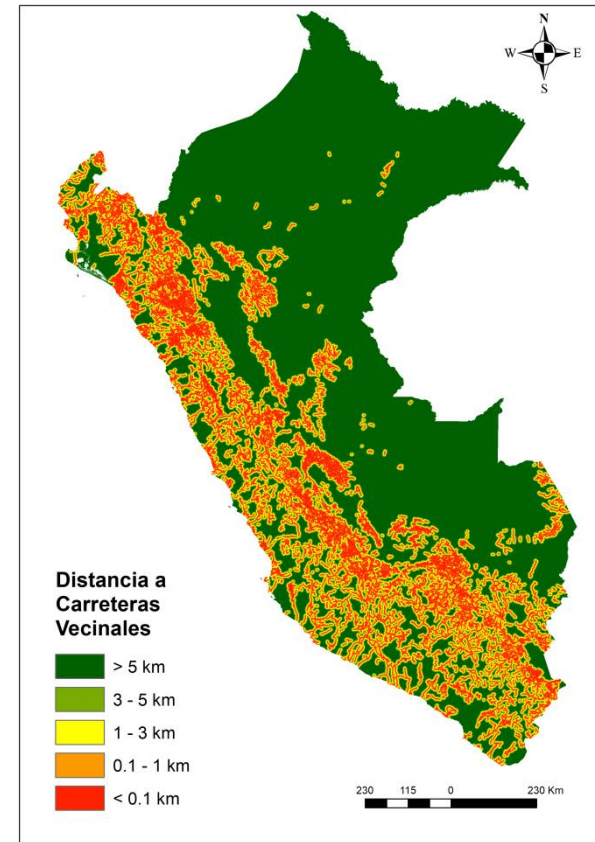 N
W E
S
Distancia a
Carreteras
Vecinales
> 5 km
3 - 5 km
1 - 3 km
0.1 - 1 km
< 0.1 km
230 115 0 230 Km